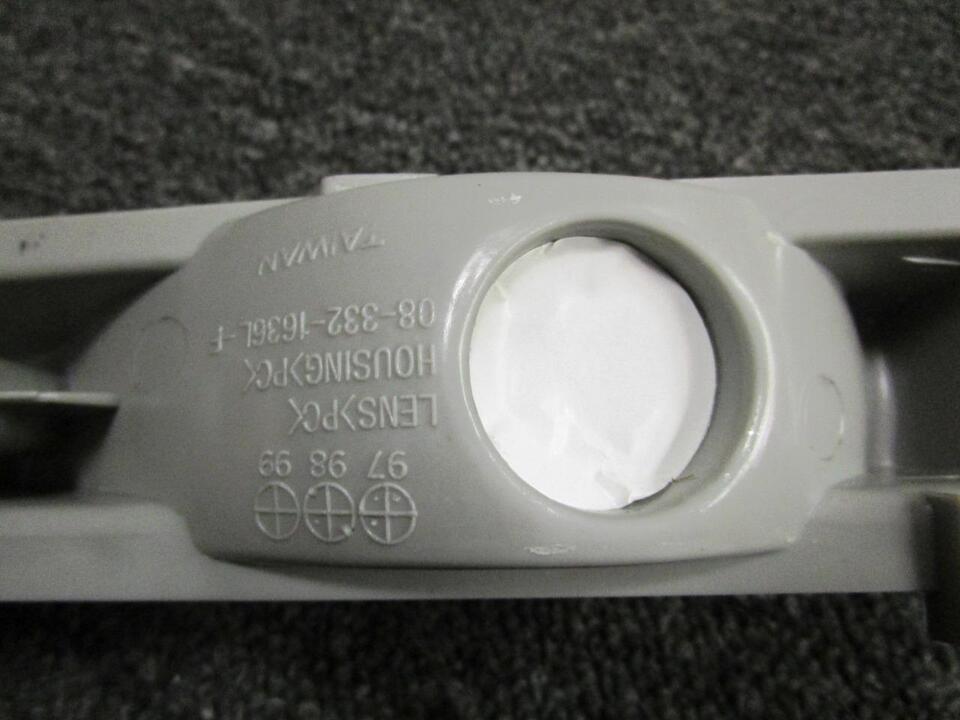 97 98 99
LENS>PC<
HOUSING>PC<
08-332-1636L-F
TAIWAN